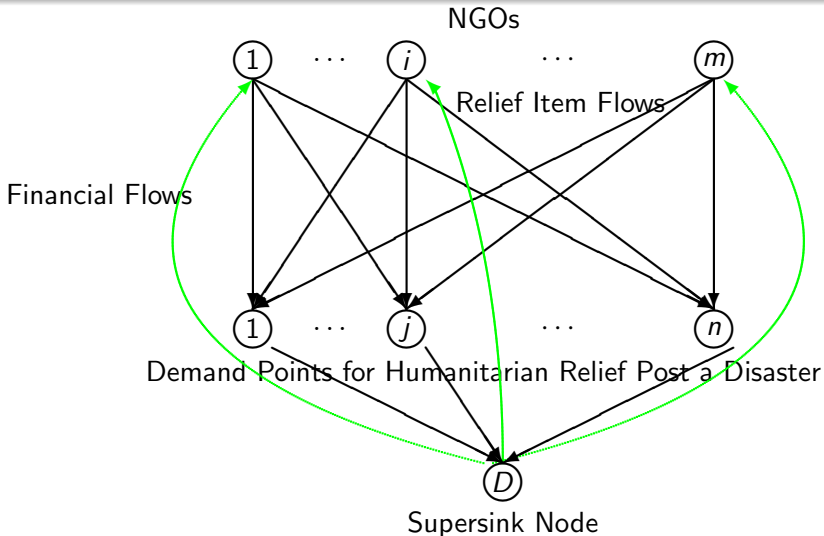 NGOs
1 ··· i ··· m
Relief Item Flows
Financial Flows
1 ··· j ··· n
Demand Points for Humanitarian Relief Post a Disaster
D
Supersink Node